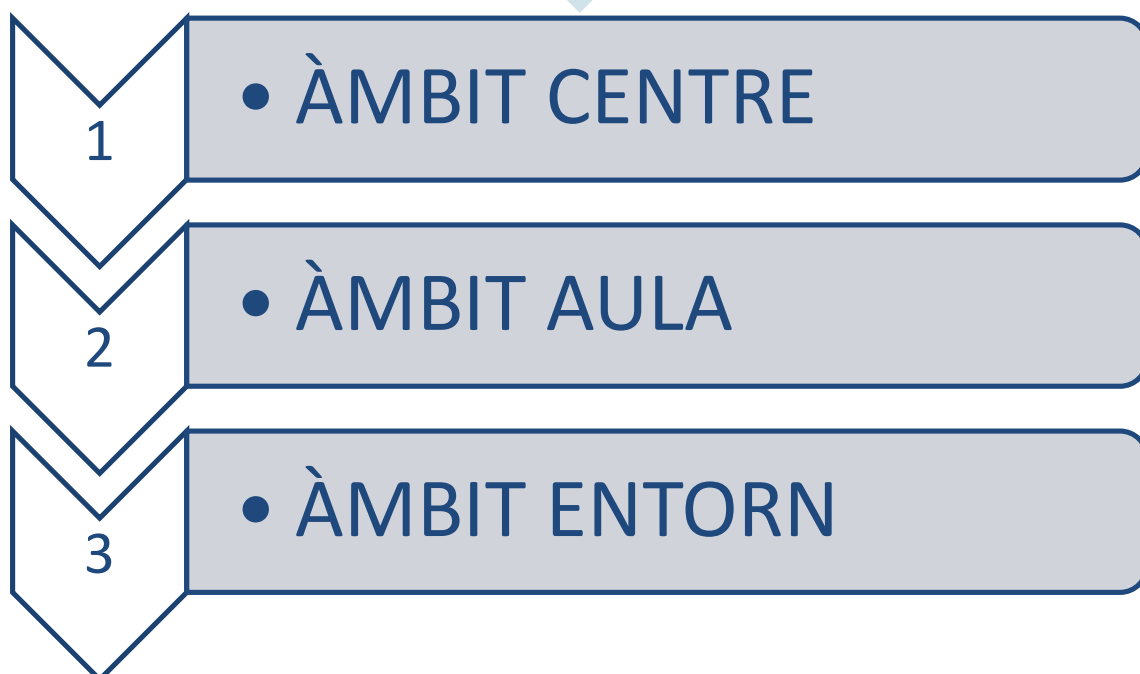 1
• ÀMBIT CENTRE
2
• ÀMBIT AULA
3
• ÀMBIT ENTORN